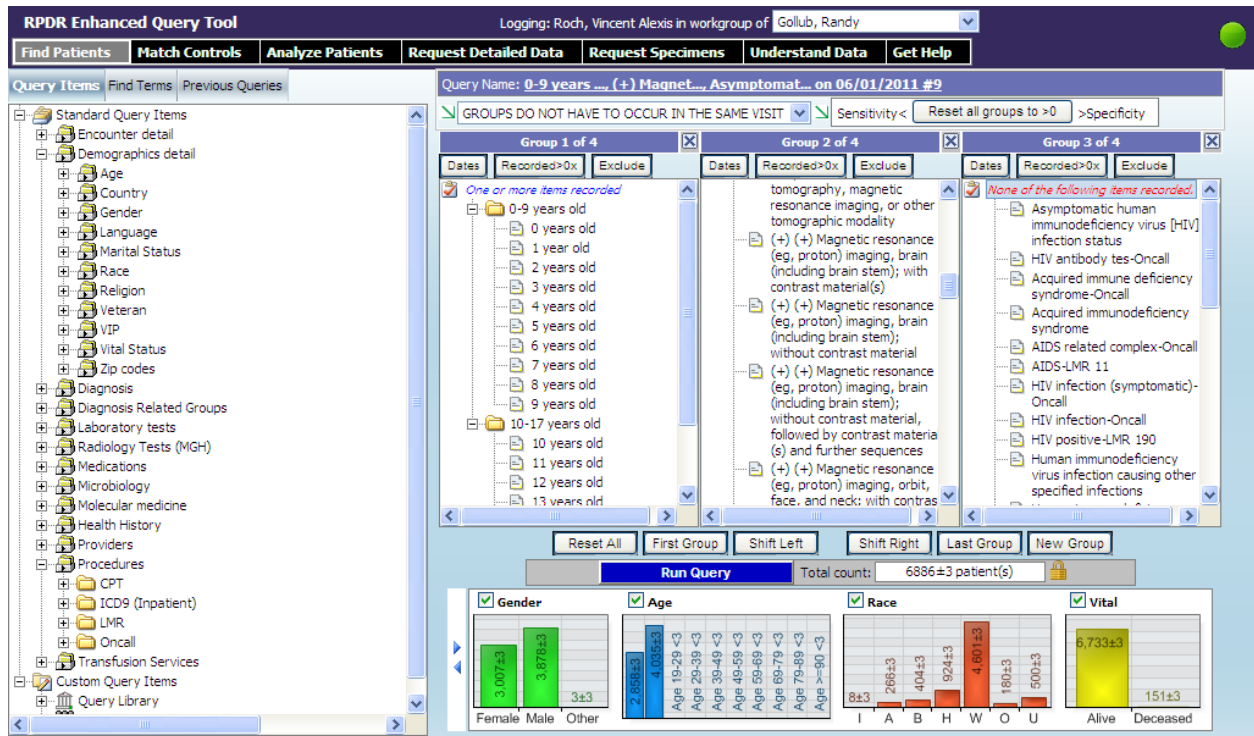 RPDR Enhanced Query Tool
Logging: Roch, Vincent Alexis in workgroup of Gollub, Randy
Find Patients Match Controls Analyze Patients Request Detailed Data Request Specimens Understand Data Get Help
Query Items Find Terms Previous Queries
Standard Query Items
Encounter detail
Demographics detail
Age
Country
Gender
Language
Marital Status
Race
Religion
Veteran
VIP
Vital Status
Zip codes
Diagnosis
Diagnosis Related Groups
Laboratory tests
Radiology Tests (MGH)
Medications
Microbiology
Molecular medicine
Health History
Providers
Procedures
CPT
ICD9 (Inpatient)
LMR
Oncall
Transfusion Services
Custom Query Items
Query Library
Query Name: 0-9 years ..., (+) Magnet..., Asymptomat... on 06/01/2011 #9
GROUPS DO NOT HAVE TO OCCUR IN THE SAME VISIT Sensitivity< Reset all groups to >0 >Specificity
Group 1 of 4
Dates Recorded>0x Exclude
One or more items recorded
0-9 years old
0 years old
1 year old
2 years old
3 years old
4 years old
5 years old
6 years old
7 years old
8 years old
9 years old
10-17 years old
10 years old
11 years old
12 years old
13 years old
Group 2 of 4
Dates Recorded>0x Exclude
tomography, magnetic
resonance imaging, or other
tomographic modality
(+) (+) Magnetic resonance
(eg, proton) imaging, brain
(including brain stem); with
contrast material(s)
(+) (+) Magnetic resonance
(eg, proton) imaging, brain
(including brain stem);
without contrast material
(+) (+) Magnetic resonance
(eg, proton) imaging, brain
(including brain stem);
without contrast material,
followed by contrast materia
(s) and further sequences
(+) (+) Magnetic resonance
(eg, proton) imaging, orbit,
face, and neck; with contras
Group 3 of 4
Dates Recorded>0x Exclude
None of the following items recorded.
Asymptomatic human
immunodeficiency virus [HIV]
infection status
HIV antibody tes-Oncall
Acquired immune deficiency
syndrome-Oncall
Acquired immunodeficiency
syndrome
AIDS related complex-Oncall
AIDS-LMR 11
HIV infection (symptomatic)-
Oncall
HIV infection-Oncall
HIV positive-LMR 190
Human immunodeficiency
virus infection causing other
specified infections
Reset All First Group Shift Left Shift Right Last Group New Group
Run Query Total count: 6886±3 patient(s)
Gender
3,007±3 3,878±3 3±3
Female Male Other
Age
2,858±3
4,035±3
Age 19-29 <3
Age 29-39 <3
Age 39-49 <3
Age 49-59 <3
Age 59-69 <3
Age 69-79 <3
Age 79-89 <3
Age >=90 <3
Race
8±3 266±3 404±3 924±3 4,601±3 180±3 500±3
I A B H W O U
Vital
6,733±3 151±3
Alive Deceased